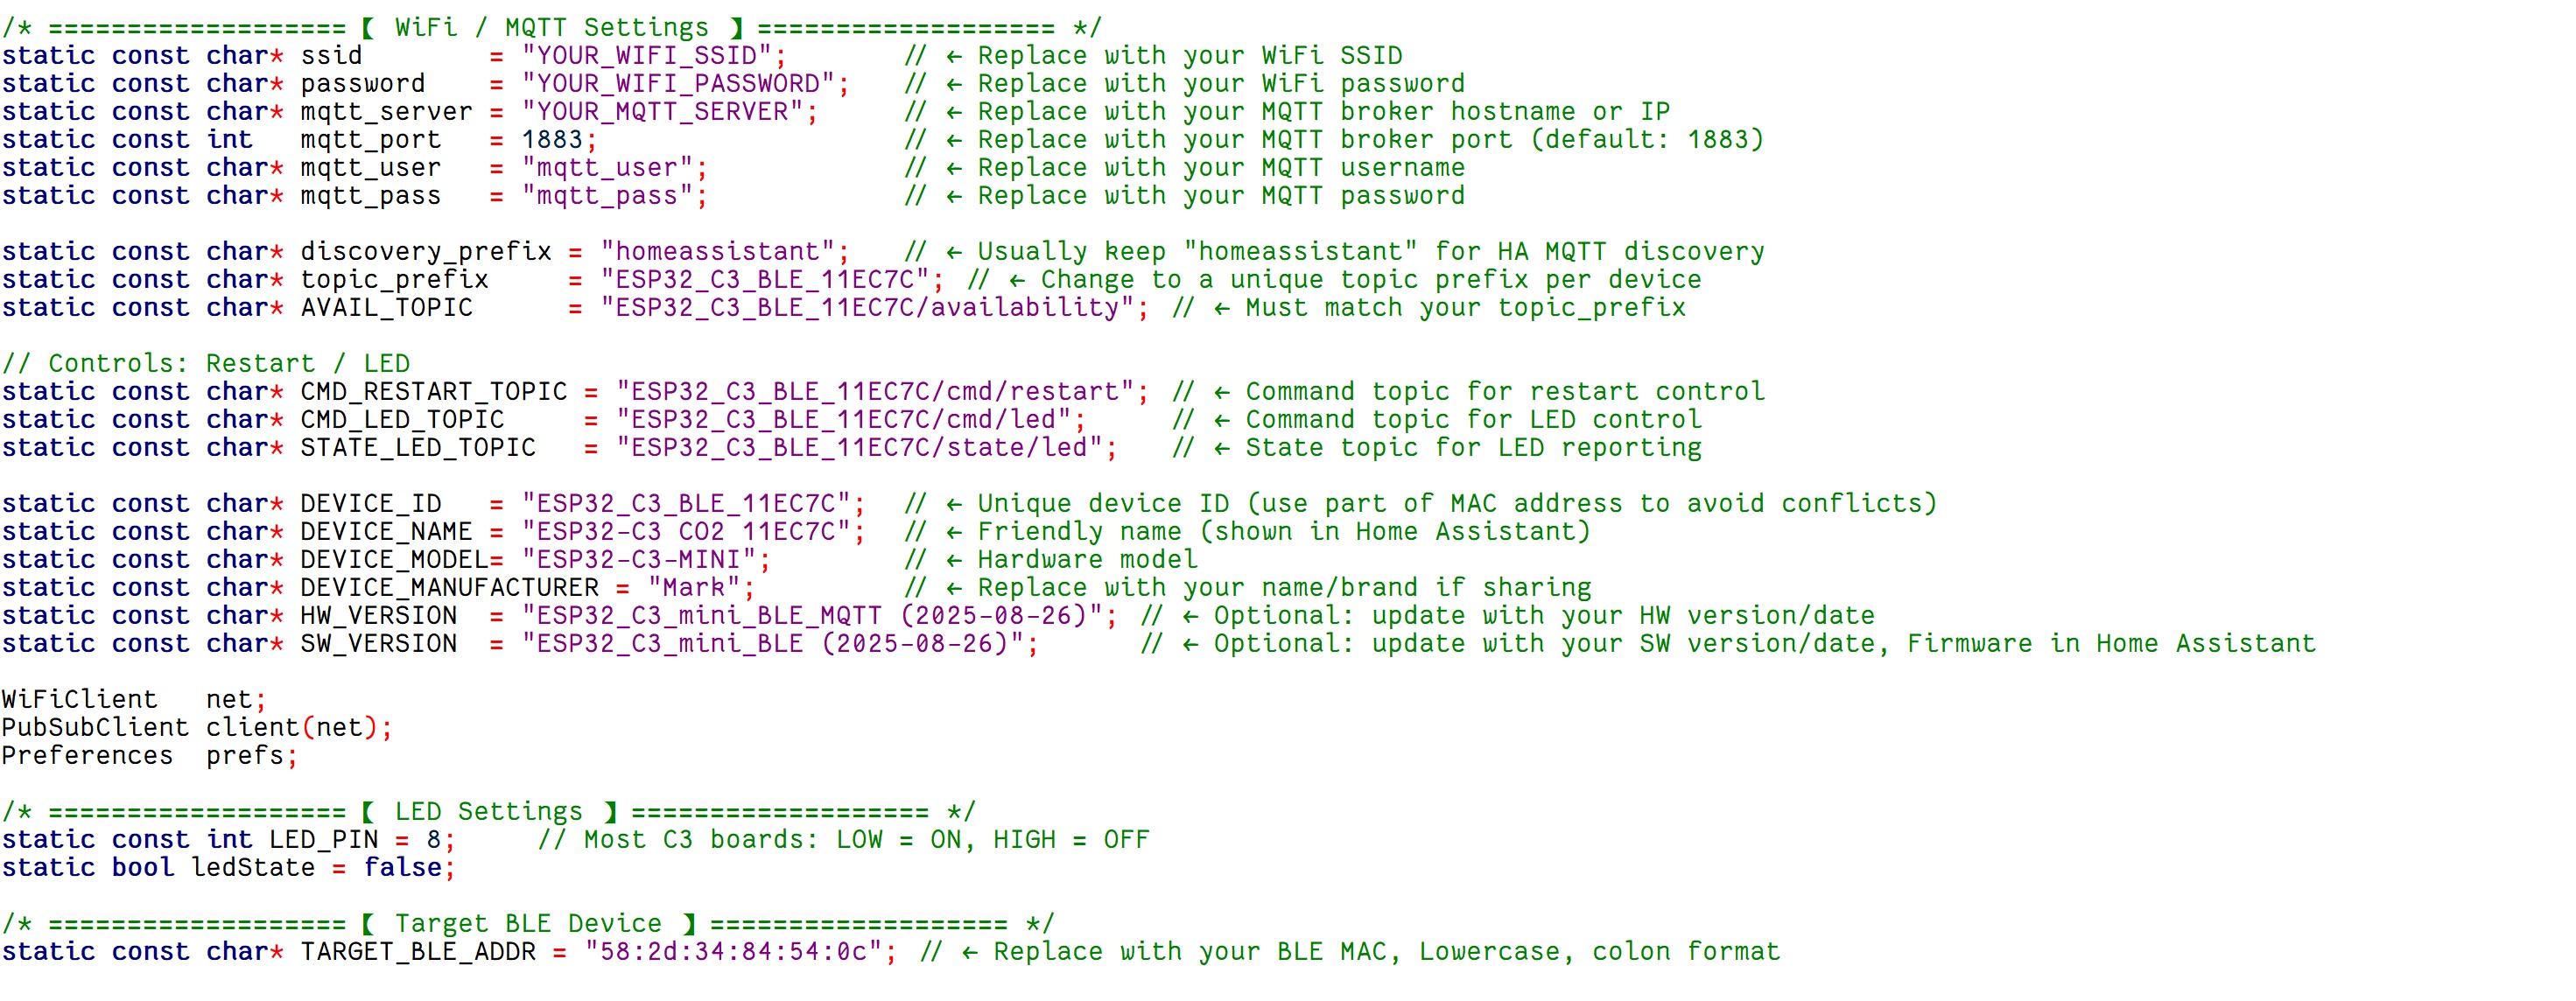 /* =================== 【 WiFi / MQTT Settings 】=================== */
static const char* ssid        = "YOUR_WIFI_SSID";       // ← Replace with your WiFi SSID
static const char* password    = "YOUR_WIFI_PASSWORD";   // ← Replace with your WiFi password
static const char* mqtt_server = "YOUR_MQTT_SERVER";     // ← Replace with your MQTT broker hostname or IP
static const int   mqtt_port   = 1883;                   // ← Replace with your MQTT broker port (default: 1883)
static const char* mqtt_user   = "mqtt_user";            // ← Replace with your MQTT username
static const char* mqtt_pass   = "mqtt_pass";            // ← Replace with your MQTT password
static const char* discovery_prefix = "homeassistant";   // ← Usually keep "homeassistant" for HA MQTT discovery
static const char* topic_prefix     = "ESP32_C3_BLE_11EC7C"; // ← Change to a unique topic prefix per device
static const char* AVAIL_TOPIC      = "ESP32_C3_BLE_11EC7C/availability"; // ← Must match your topic_prefix
// Controls: Restart / LED
static const char* CMD_RESTART_TOPIC = "ESP32_C3_BLE_11EC7C/cmd/restart"; // ← Command topic for restart control
static const char* CMD_LED_TOPIC     = "ESP32_C3_BLE_11EC7C/cmd/led";     // ← Command topic for LED control
static const char* STATE_LED_TOPIC   = "ESP32_C3_BLE_11EC7C/state/led";   // ← State topic for LED reporting
static const char* DEVICE_ID   = "ESP32_C3_BLE_11EC7C";  // ← Unique device ID (use part of MAC address to avoid conflicts)
static const char* DEVICE_NAME = "ESP32-C3 CO2 11EC7C";  // ← Friendly name (shown in Home Assistant)
static const char* DEVICE_MODEL= "ESP32-C3-MINI";        // ← Hardware model
static const char* DEVICE_MANUFACTURER = "Mark";         // ← Replace with your name/brand if sharing
static const char* HW_VERSION  = "ESP32_C3_mini_BLE_MQTT (2025-08-26)"; // ← Optional: update with your HW version/date
static const char* SW_VERSION  = "ESP32_C3_mini_BLE (2025-08-26)";      // ← Optional: update with your SW version/date, Firmware in Home Assistant
WiFiClient   net;
PubSubClient client(net);
Preferences  prefs;
/* =================== 【 LED Settings 】=================== */
static const int LED_PIN = 8;     // Most C3 boards: LOW = ON, HIGH = OFF
static bool ledState = false;
/* =================== 【 Target BLE Device 】=================== */
static const char* TARGET_BLE_ADDR = "58:2d:34:84:54:0c"; // ← Replace with your BLE MAC, Lowercase, colon format